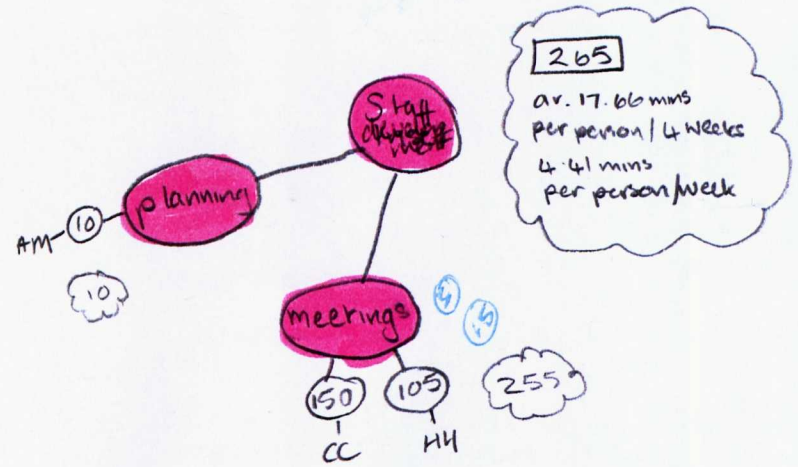 265
av. 17.66 mins
per person / 4 weeks
4.41 mins
per person/week
Staff
planning
AM
10
10
meetings
150
105
255
CC
HH